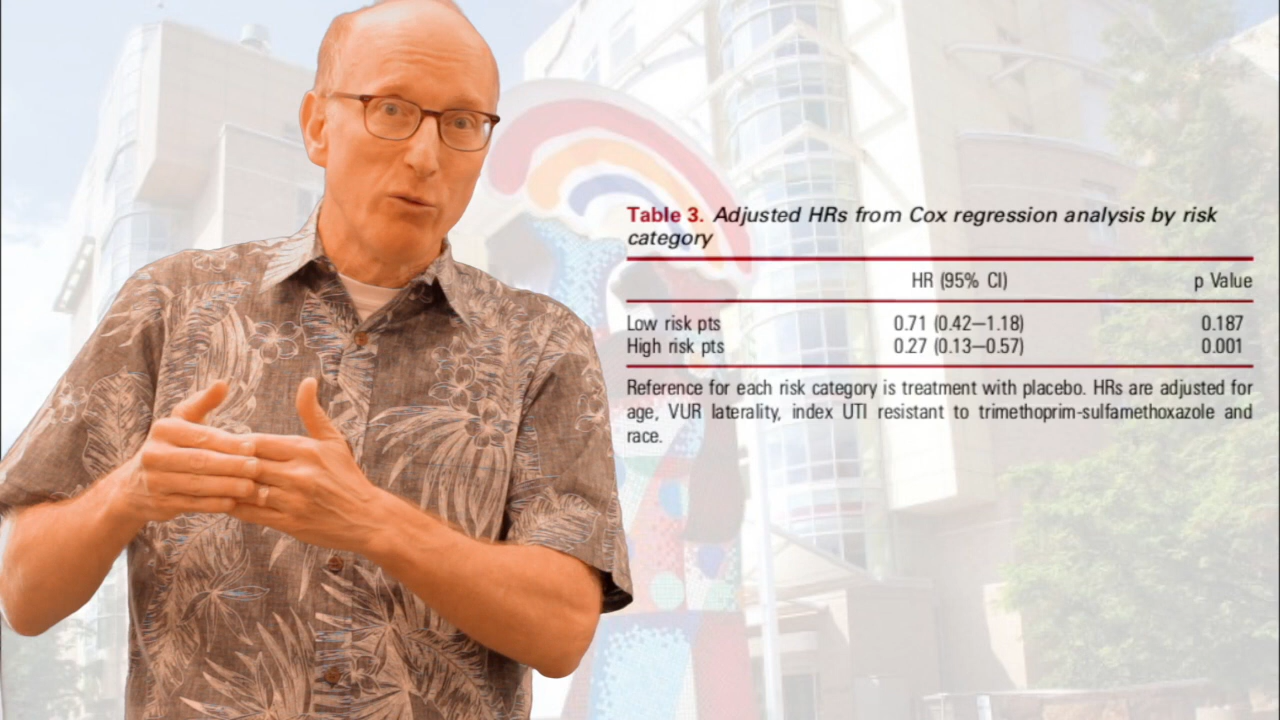 Table 3. Adjusted HRs from Cox regression analysis by risk
category
HR (95% CI) p Value
Low risk pts 0.71 (0.42–1.18) 0.187
High risk pts 0.27 (0.13–0.57) 0.001
Reference for each risk category is treatment with placebo. HRs are adjusted for
age, VUR laterality, index UTI resistant to trimethoprim-sulfamethoxazole and
race.